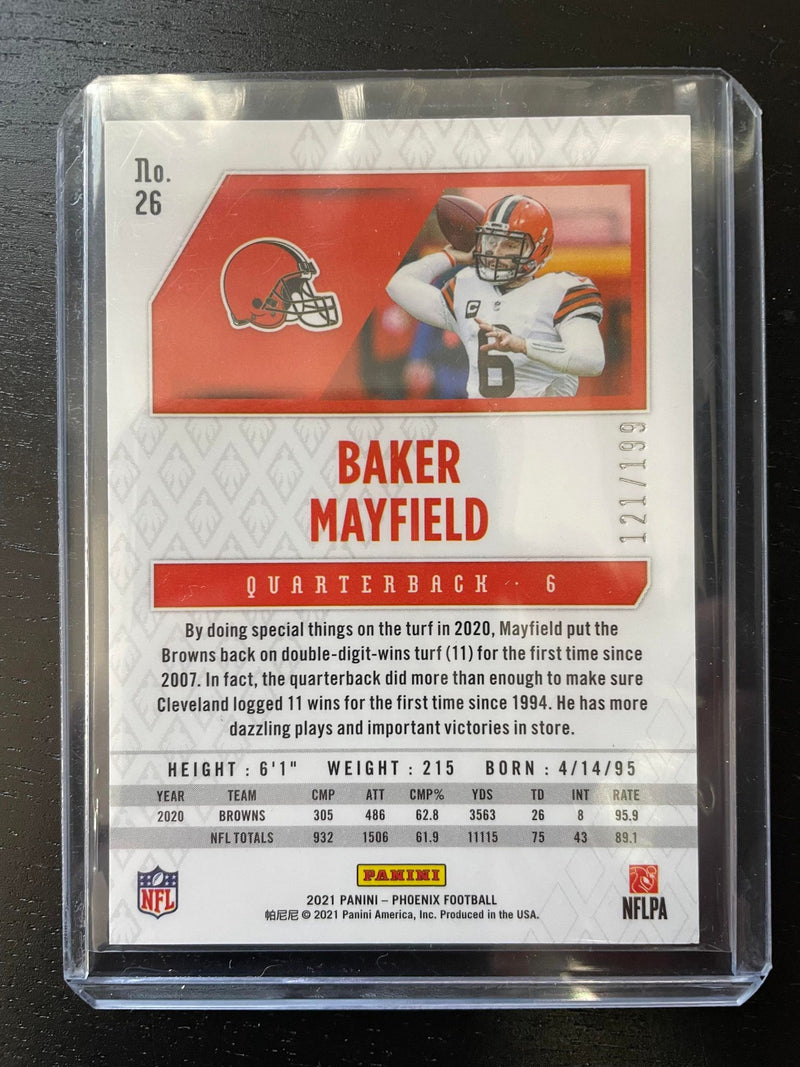 No.
26
C
6
121/199
BAKER
MAYFIELD
QUARTERBACK · 6
By doing special things on the turf in 2020, Mayfield put the
Browns back on double-digit-wins turf (11) for the first time since
2007. In fact, the quarterback did more than enough to make sure
Cleveland logged 11 wins for the first time since 1994. He has more
dazzling plays and important victories in store.
HEIGHT : 6'1" WEIGHT : 215 BORN : 4/14/95
YEAR TEAM CMP ATT CMP% YDS TD INT RATE
2020 BROWNS 305 486 62.8 3563 26 8 95.9
NFL TOTALS 932 1506 61.9 11115 75 43 89.1
PANINI
NFL
2021 PANINI – PHOENIX FOOTBALL
帕尼尼 © 2021 Panini America, Inc. Produced in the USA.
NFLPA